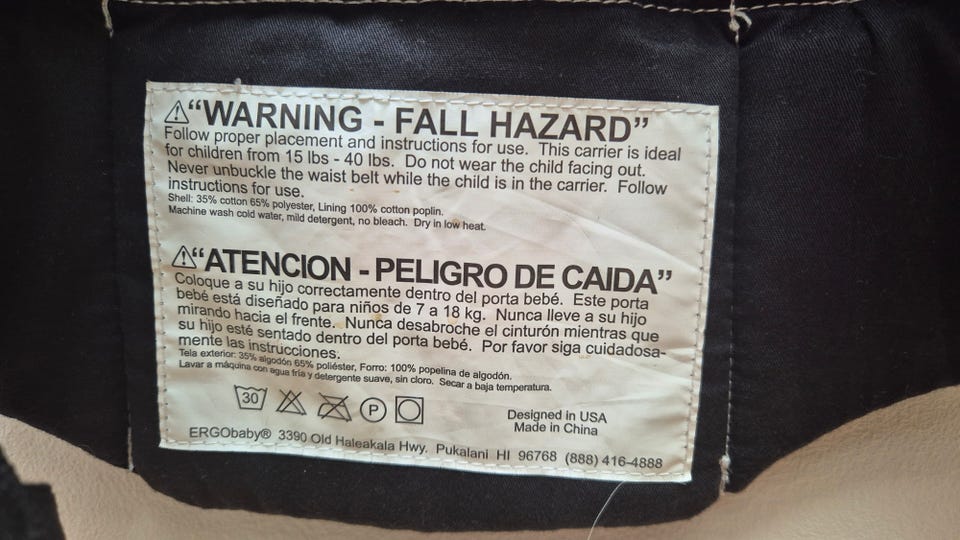 ⚠"WARNING - FALL HAZARD"
Follow proper placement and instructions for use. This carrier is ideal
for children from 15 lbs - 40 lbs. Do not wear the child facing out.
Never unbuckle the waist belt while the child is in the carrier. Follow
instructions for use.
Shell: 35% cotton 65% polyester, Lining 100% cotton poplin.
Machine wash cold water, mild detergent, no bleach. Dry in low heat.
⚠"ATENCION - PELIGRO DE CAIDA"
Coloque a su hijo correctamente dentro del porta bebé. Este porta
bebé está diseñado para niños de 7 a 18 kg. Nunca lleve a su hijo
mirando hacia el frente. Nunca desabroche el cinturón mientras que
su hijo esté sentado dentro del porta bebé. Por favor siga cuidadosa-
mente las instrucciones.
Tela exterior: 35% algodón 65% poliéster, Forro: 100% popelina de algodón.
Lavar a máquina con agua fría y detergente suave, sin cloro. Secar a baja temperatura.
30 P
Designed in USA
Made in China
ERGObaby® 3390 Old Haleakala Hwy. Pukalani HI 96768 (888) 416-4888